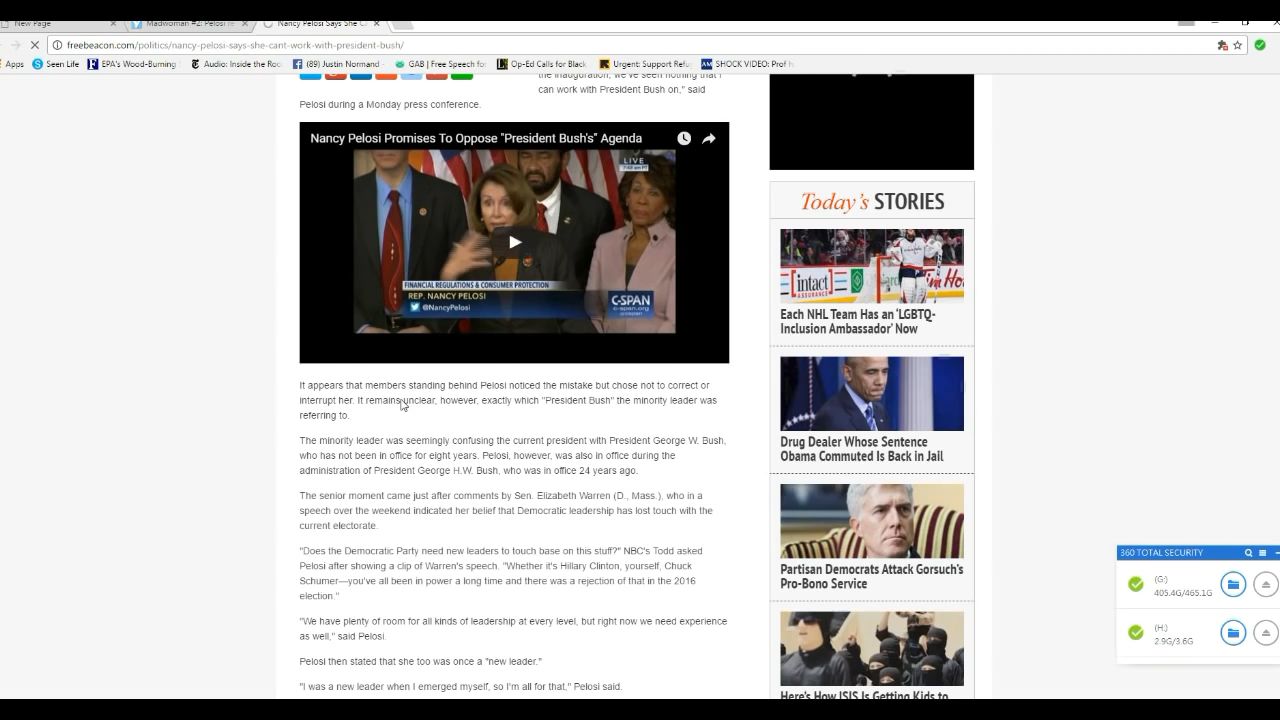 New Page
Madwoman #2: Pelosi re
Nancy Pelosi Says She C
freebeacon.com/politics/nancy-pelosi-says-she-cant-work-with-president-bush/
Apps
Seen Life
EPA's Wood-Burning
Audio: Inside the Roo
(89) Justin Normand
GAB | Free Speech for
Op-Ed Calls for Black
Urgent: Support Refu
SHOCK VIDEO: Prof
the inauguration, we've seen nothing that I
can work with President Bush on," said
Pelosi during a Monday press conference.
Nancy Pelosi Promises To Oppose "President Bush's" Agenda
LIVE
FINANCIAL REGULATIONS & CONSUMER PROTECTION
REP. NANCY PELOSI
@NancyPelosi
C-SPAN
c-span.org
It appears that members standing behind Pelosi noticed the mistake but chose not to correct or
interrupt her. It remains unclear, however, exactly which "President Bush" the minority leader was
referring to.
The minority leader was seemingly confusing the current president with President George W. Bush,
who has not been in office for eight years. Pelosi, however, was also in office during the
administration of President George H.W. Bush, who was in office 24 years ago.
The senior moment came just after comments by Sen. Elizabeth Warren (D., Mass.), who in a
speech over the weekend indicated her belief that Democratic leadership has lost touch with the
current electorate.
"Does the Democratic Party need new leaders to touch base on this stuff?" NBC's Todd asked
Pelosi after showing a clip of Warren's speech. "Whether it's Hillary Clinton, yourself, Chuck
Schumer—you've all been in power a long time and there was a rejection of that in the 2016
election."
"We have plenty of room for all kinds of leadership at every level, but right now we need experience
as well," said Pelosi.
Pelosi then stated that she too was once a "new leader."
"I was a new leader when I emerged myself, so I'm all for that," Pelosi said.
Today's STORIES
intact
INSURANCE
Tim Ho
Each NHL Team Has an 'LGBTQ-
Inclusion Ambassador' Now
Drug Dealer Whose Sentence
Obama Commuted Is Back in Jail
Partisan Democrats Attack Gorsuch's
Pro-Bono Service
Here's How ISIS Is Getting Kids to
360 TOTAL SECURITY
(G:)
405.4G/465.1G
(H:)
2.9G/3.6G